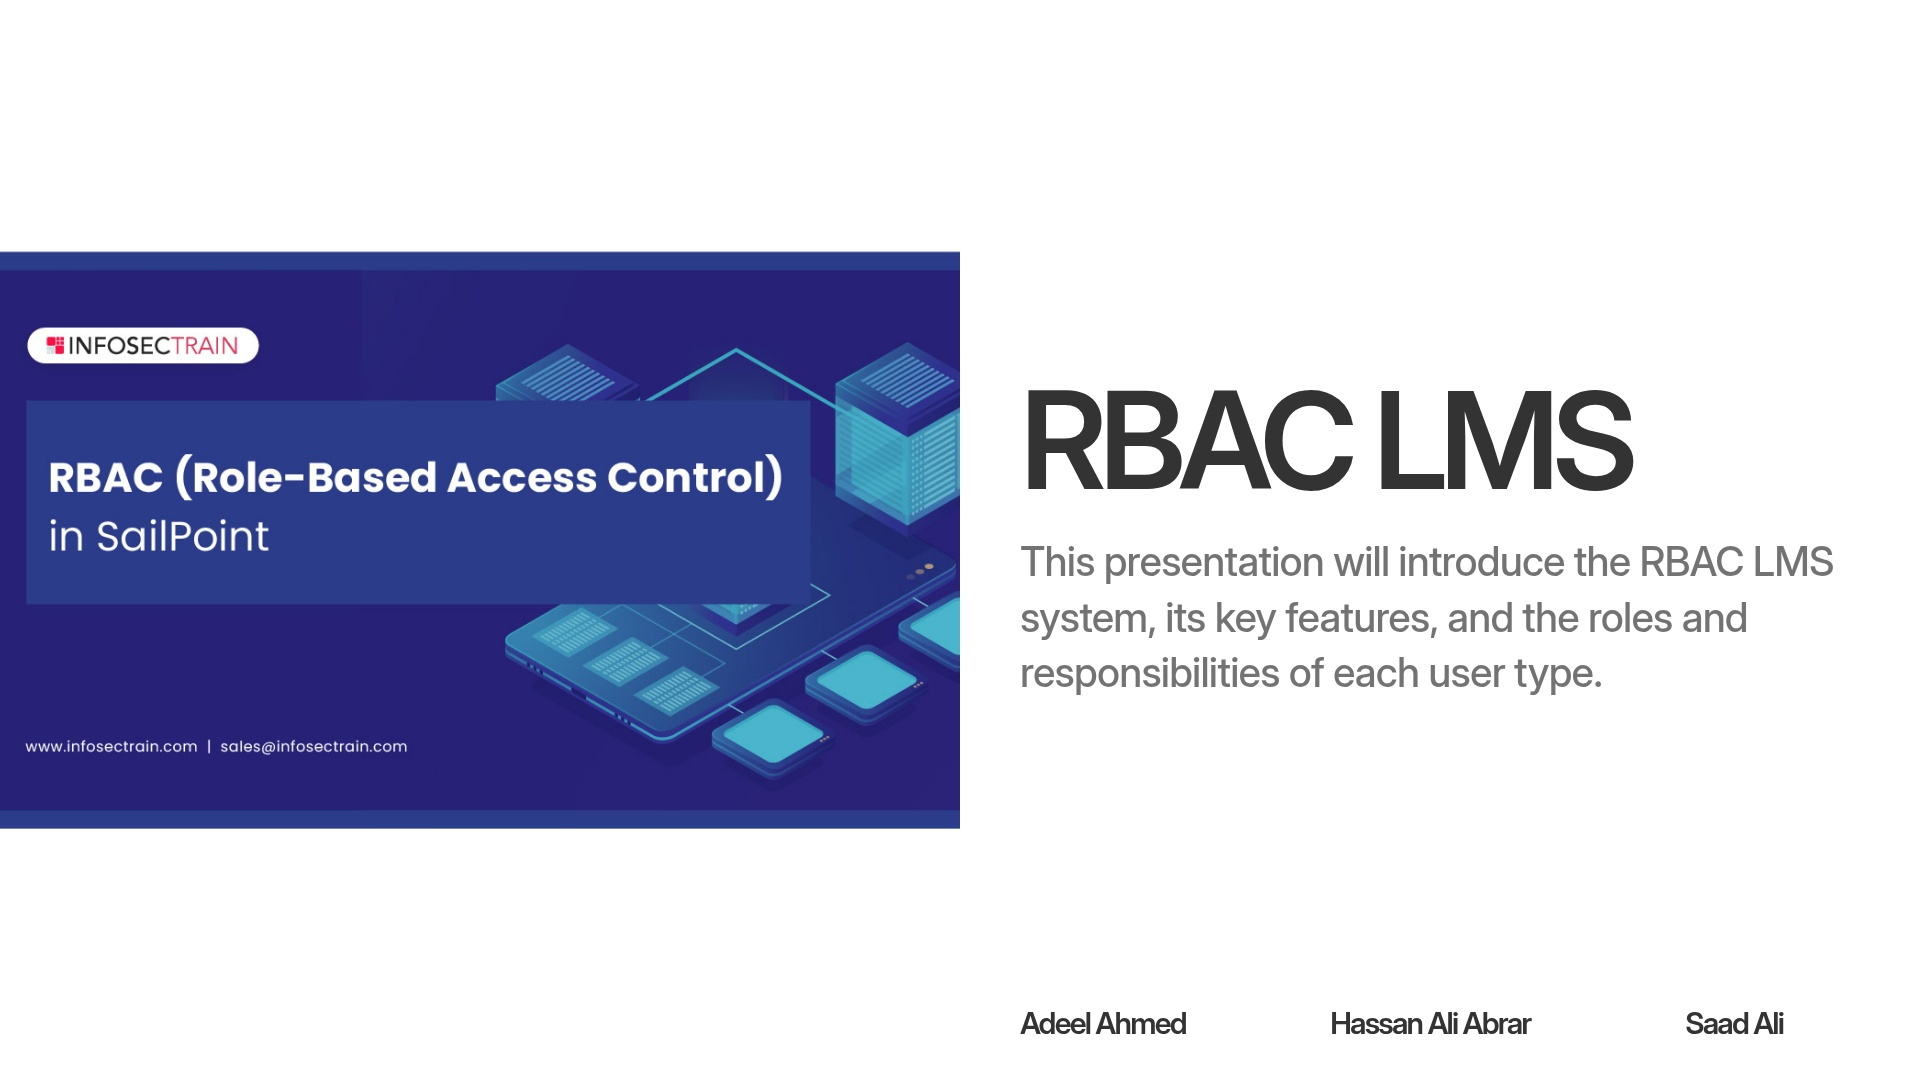 INFOSECTRAIN
RBAC (Role-Based Access Control)
in SailPoint
www.infosectrain.com | sales@infosectrain.com
RBAC LMS
This presentation will introduce the RBAC LMS
system, its key features, and the roles and
responsibilities of each user type.
Adeel Ahmed
Hassan Ali Abrar
Saad Ali